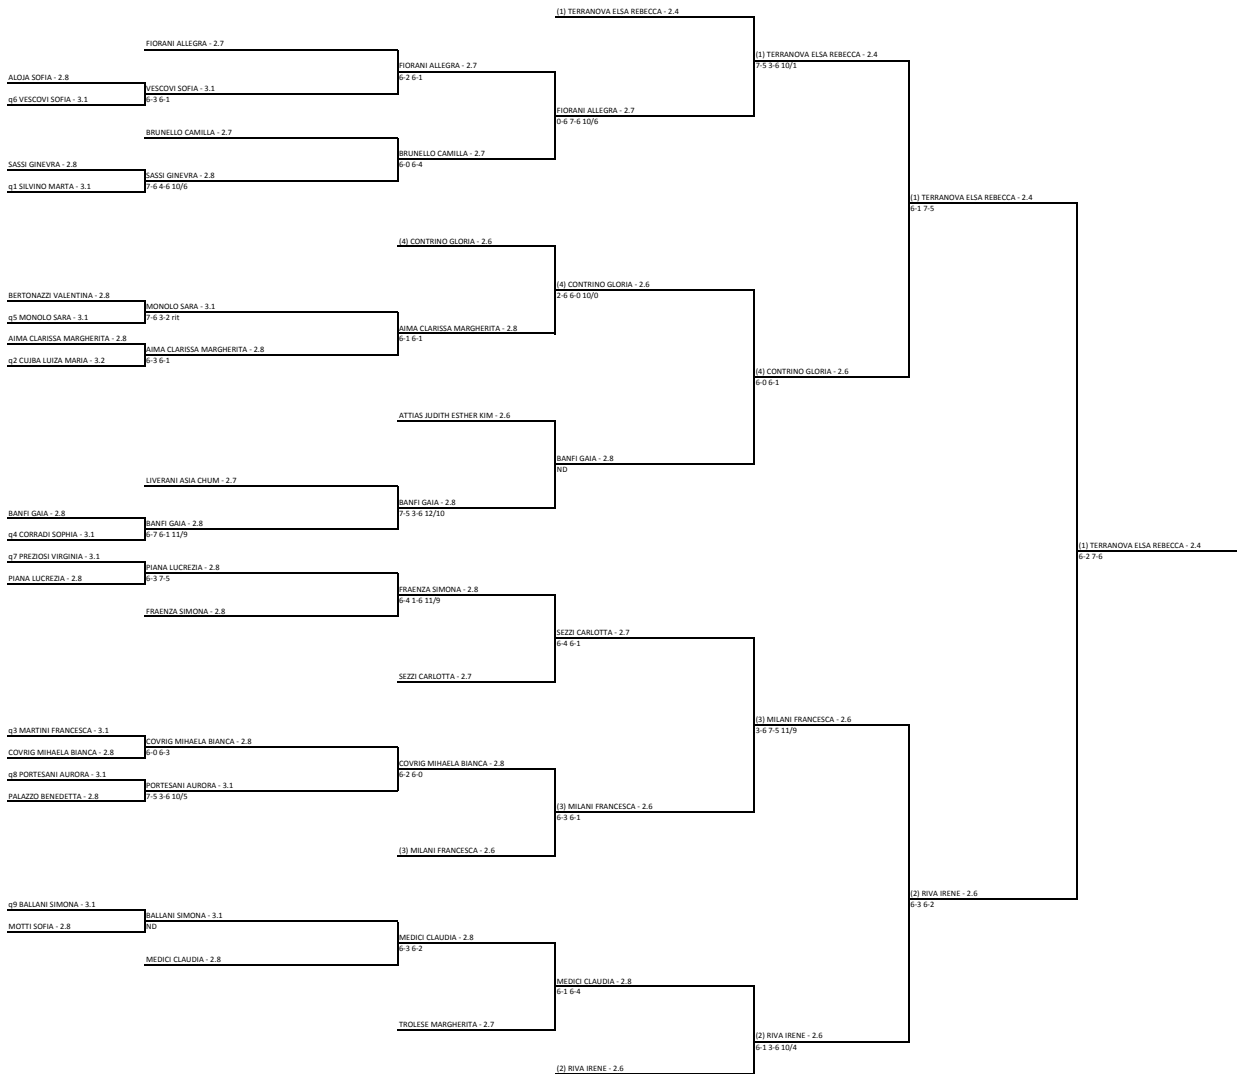 (1) TERRANOVA ELSA REBECCA - 2.4
FIORANI ALLEGRA - 2.7
(1) TERRANOVA ELSA REBECCA - 2.4
7-5 3-6 10/1
FIORANI ALLEGRA - 2.7
6-2 6-1
ALOJA SOFIA - 2.8
VESCOVI SOFIA - 3.1
6-3 6-1
q6 VESCOVI SOFIA - 3.1
FIORANI ALLEGRA - 2.7
0-6 7-6 10/6
BRUNELLO CAMILLA - 2.7
BRUNELLO CAMILLA - 2.7
6-0 6-4
SASSI GINEVRA - 2.8
SASSI GINEVRA - 2.8
7-6 4-6 10/6
q1 SILVINO MARTA - 3.1
(1) TERRANOVA ELSA REBECCA - 2.4
6-1 7-5
(4) CONTRINO GLORIA - 2.6
(4) CONTRINO GLORIA - 2.6
2-6 6-0 10/0
BERTONAZZI VALENTINA - 2.8
MONOLO SARA - 3.1
7-6 3-2 rit
q5 MONOLO SARA - 3.1
AIMA CLARISSA MARGHERITA - 2.8
6-1 6-1
AIMA CLARISSA MARGHERITA - 2.8
AIMA CLARISSA MARGHERITA - 2.8
6-3 6-1
q2 CUJBA LUIZA MARIA - 3.2
(4) CONTRINO GLORIA - 2.6
6-0 6-1
ATTIAS JUDITH ESTHER KIM - 2.6
BANFI GAIA - 2.8
ND
LIVERANI ASIA CHUM - 2.7
BANFI GAIA - 2.8
7-5 3-6 12/10
BANFI GAIA - 2.8
BANFI GAIA - 2.8
6-7 6-1 11/9
q4 CORRADI SOPHIA - 3.1
(1) TERRANOVA ELSA REBECCA - 2.4
6-2 7-6
q7 PREZIOSI VIRGINIA - 3.1
PIANA LUCREZIA - 2.8
6-3 7-5
PIANA LUCREZIA - 2.8
FRAENZA SIMONA - 2.8
6-4 1-6 11/9
FRAENZA SIMONA - 2.8
SEZZI CARLOTTA - 2.7
6-4 6-1
SEZZI CARLOTTA - 2.7
(3) MILANI FRANCESCA - 2.6
3-6 7-5 11/9
q3 MARTINI FRANCESCA - 3.1
COVRIG MIHAELA BIANCA - 2.8
6-0 6-3
COVRIG MIHAELA BIANCA - 2.8
COVRIG MIHAELA BIANCA - 2.8
6-2 6-0
q8 PORTESANI AURORA - 3.1
PORTESANI AURORA - 3.1
7-5 3-6 10/5
PALAZZO BENEDETTA - 2.8
(3) MILANI FRANCESCA - 2.6
6-3 6-1
(3) MILANI FRANCESCA - 2.6
(2) RIVA IRENE - 2.6
6-3 6-2
q9 BALLANI SIMONA - 3.1
BALLANI SIMONA - 3.1
ND
MOTTI SOFIA - 2.8
MEDICI CLAUDIA - 2.8
6-3 6-2
MEDICI CLAUDIA - 2.8
MEDICI CLAUDIA - 2.8
6-1 6-4
TROLESE MARGHERITA - 2.7
(2) RIVA IRENE - 2.6
6-1 3-6 10/4
(2) RIVA IRENE - 2.6